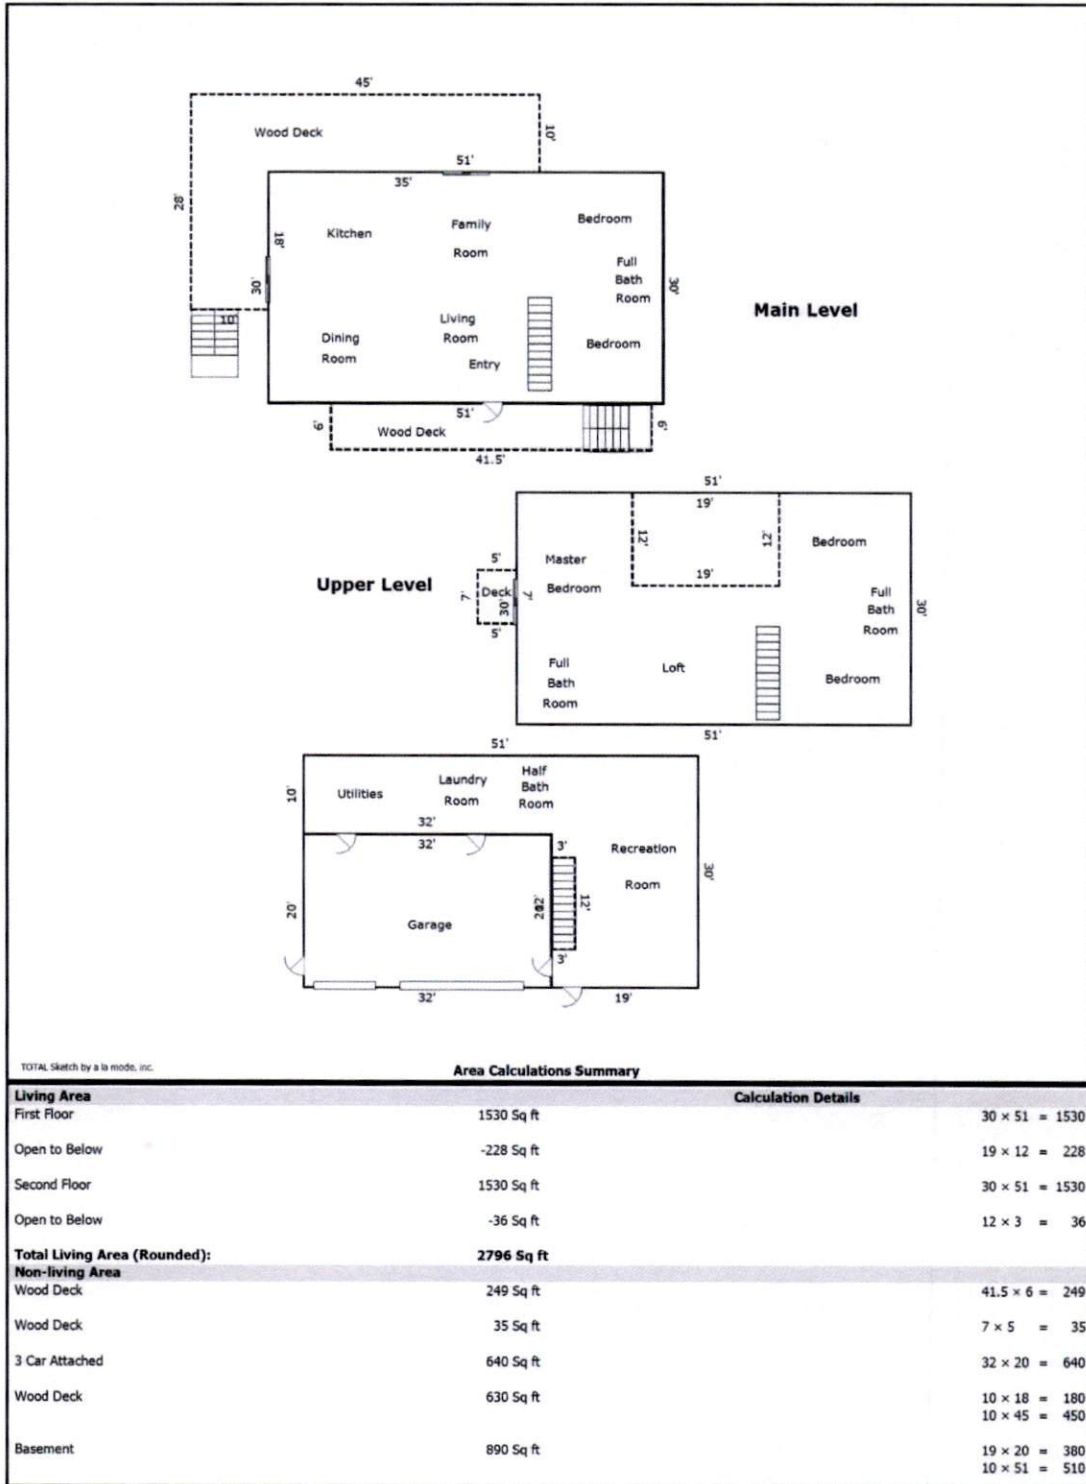 45'
Wood Deck
10'
51'
35'
28'
18'
Kitchen
Family
Room
Bedroom
Full
Bath
Room
30'
30'
Main Level
10'
Dining
Room
Living
Room
Entry
Bedroom
51'
6'
Wood Deck
6'
41.5'
51'
19'
12'
12'
Bedroom
Upper Level
5'
Master
Bedroom
19'
7'
Deck
30'
7'
5'
Full
Bath
Room
30'
Full
Bath
Room
Loft
Bedroom
51'
51'
10'
Utilities
Laundry
Room
Half
Bath
Room
32'
32'
3'
Recreation
Room
30'
20'
Garage
12'
3'
32'
19'
TOTAL Sketch by a la mode, inc.
Area Calculations Summary
Living Area Calculation Details
First Floor 1530 Sq ft 30 × 51 = 1530
Open to Below -228 Sq ft 19 × 12 = 228
Second Floor 1530 Sq ft 30 × 51 = 1530
Open to Below -36 Sq ft 12 × 3 = 36
Total Living Area (Rounded): 2796 Sq ft
Non-living Area
Wood Deck 249 Sq ft 41.5 × 6 = 249
Wood Deck 35 Sq ft 7 × 5 = 35
3 Car Attached 640 Sq ft 32 × 20 = 640
Wood Deck 630 Sq ft 10 × 18 = 180
10 × 45 = 450
Basement 890 Sq ft 19 × 20 = 380
10 × 51 = 510